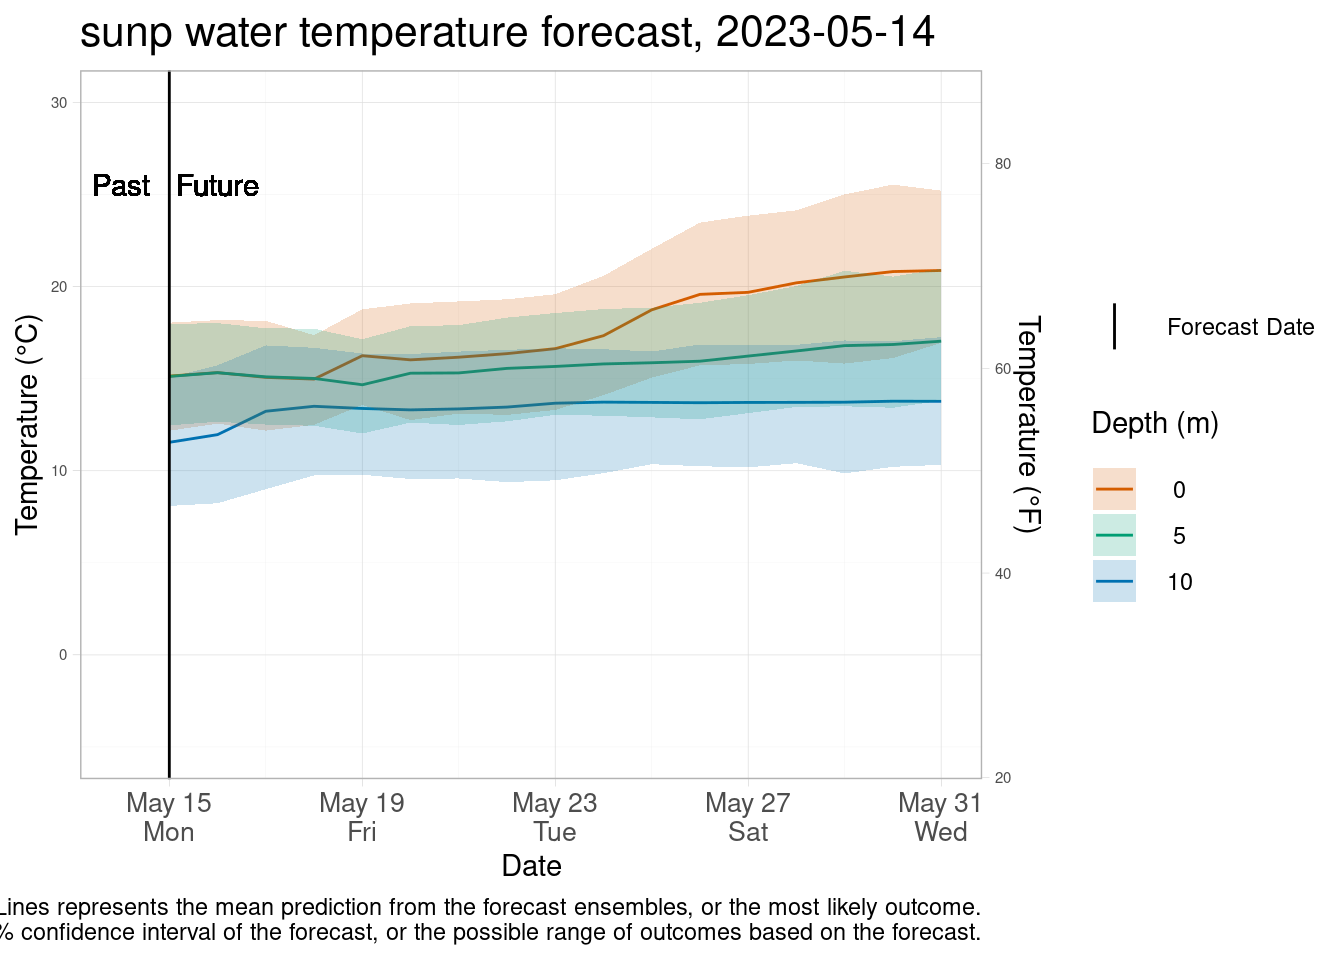 sunp water temperature forecast, 2023-05-14
30
20
10
0
Temperature (°C)
Past
Future
80
60
40
20
Temperature (°F)
May 15
Mon
May 19
Fri
May 23
Tue
May 27
Sat
May 31
Wed
Date
Forecast Date
Depth (m)
0
5
10
Lines represents the mean prediction from the forecast ensembles, or the most likely outcome.
% confidence interval of the forecast, or the possible range of outcomes based on the forecast.